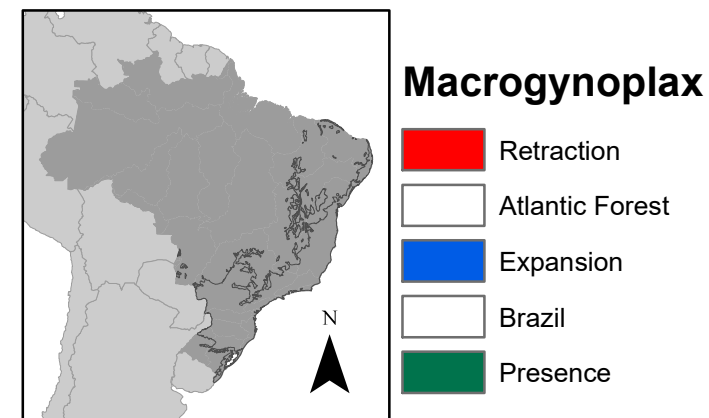 Macrogynoplax
Retraction
Atlantic Forest
Expansion
Brazil
Presence
N